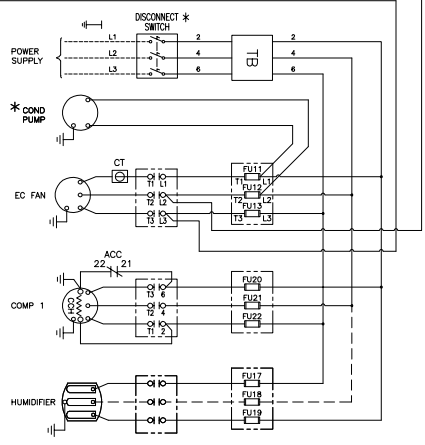 DISCONNECT *
SWITCH
POWER
SUPPLY
L1 2 2
L2 4 TB 4
L3 6 6
* COND
PUMP
CT
EC FAN
T1 L1
T2 L2
T3 L3
FU11
T1 L1
FU12
T2 L2
FU13
T3 L3
ACC
22 21
COMP 1
CCH
T3 6
T2 4
T1 2
FU20
FU21
FU22
HUMIDIFIER
FU17
FU18
FU19